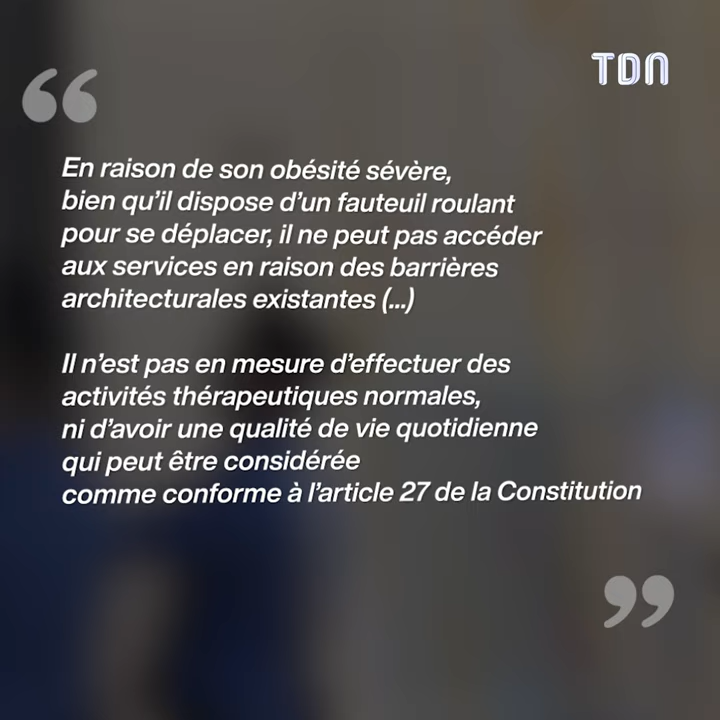 TDN
“
En raison de son obésité sévère,
bien qu’il dispose d’un fauteuil roulant
pour se déplacer, il ne peut pas accéder
aux services en raison des barrières
architecturales existantes (...)
Il n’est pas en mesure d’effectuer des
activités thérapeutiques normales,
ni d’avoir une qualité de vie quotidienne
qui peut être considérée
comme conforme à l’article 27 de la Constitution
”